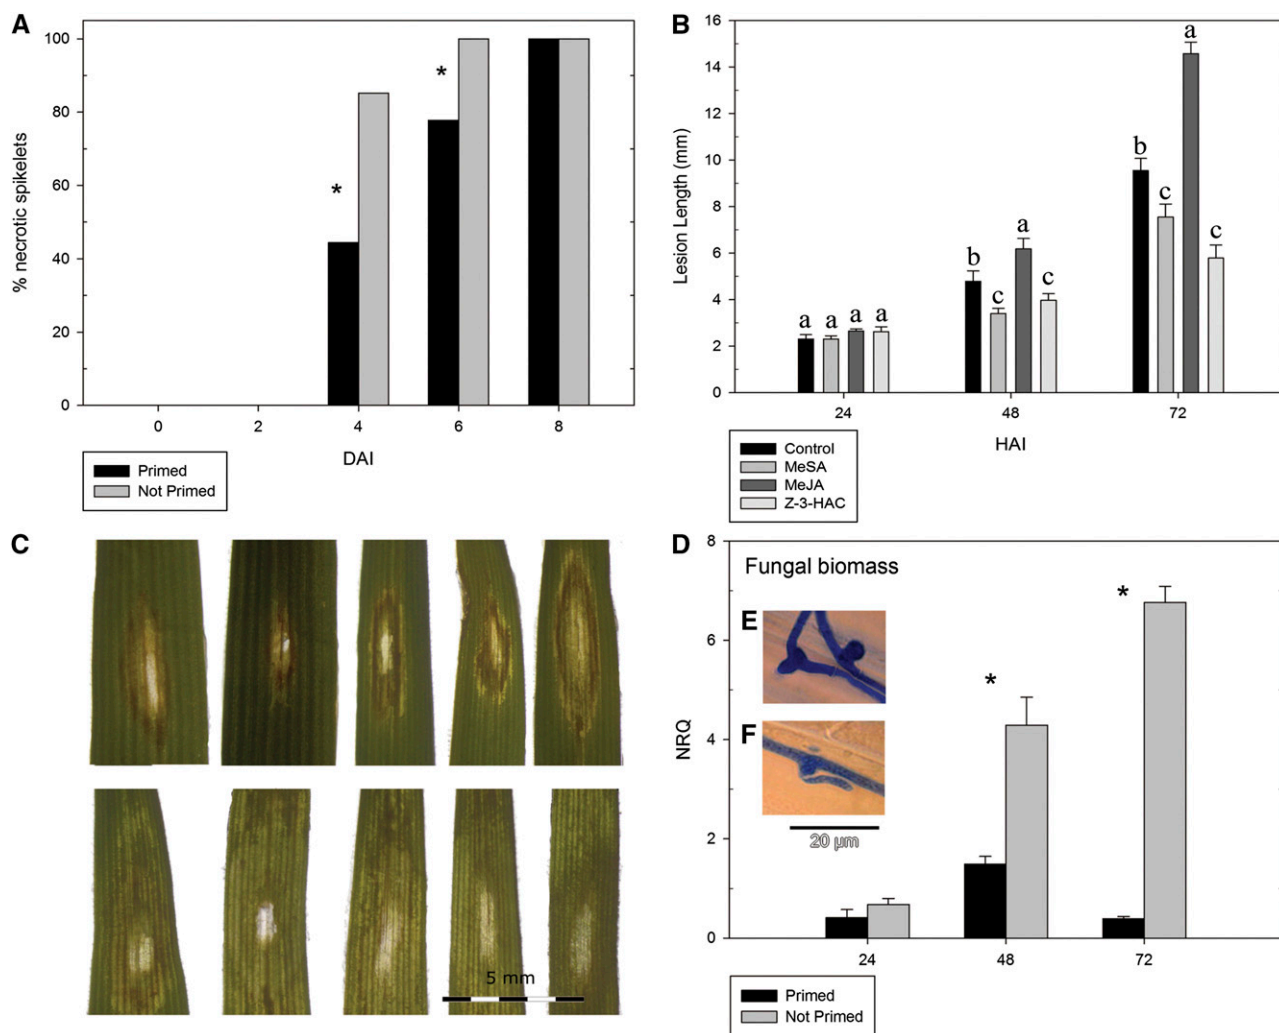 A
100
80
60
40
20
0
% necrotic spikelets
*
*
0 2 4 6 8
DAI
Primed
Not Primed
B
16
14
12
10
8
6
4
2
0
Lesion Length (mm)
a a a a
b c a c
b c a c
24 48 72
HAI
Control
MeSA
MeJA
Z-3-HAC
C
5 mm
D
8
6
4
2
0
NRQ
Fungal biomass
E
F
20 µm
*
*
24 48 72
Primed
Not Primed